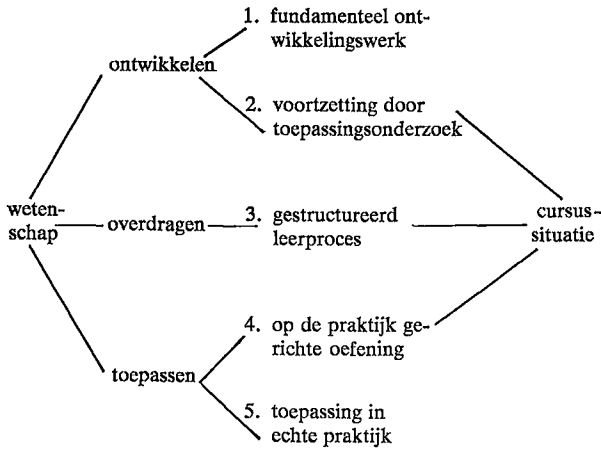 1. fundamenteel ont-
wikkelingswerk
ontwikkelen
2. voortzetting door
toepassingsonderzoek
weten-
schap
overdragen
3. gestructureerd
leerproces
cursus-
situatie
4. op de praktijk ge-
richte oefening
toepassen
5. toepassing in
echte praktijk